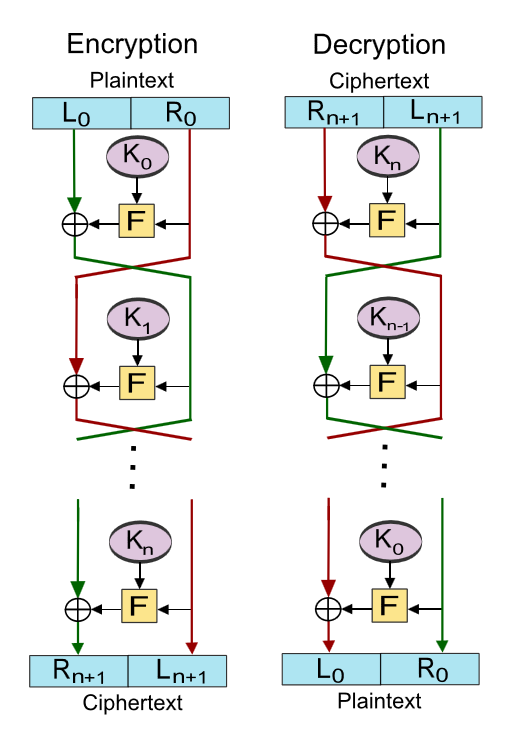 Encryption
Plaintext
L0 R0
K0
F
K1
F
Kn
F
Rn+1 Ln+1
Ciphertext
Decryption
Ciphertext
Rn+1 Ln+1
Kn
F
Kn-1
F
K0
F
L0 R0
Plaintext